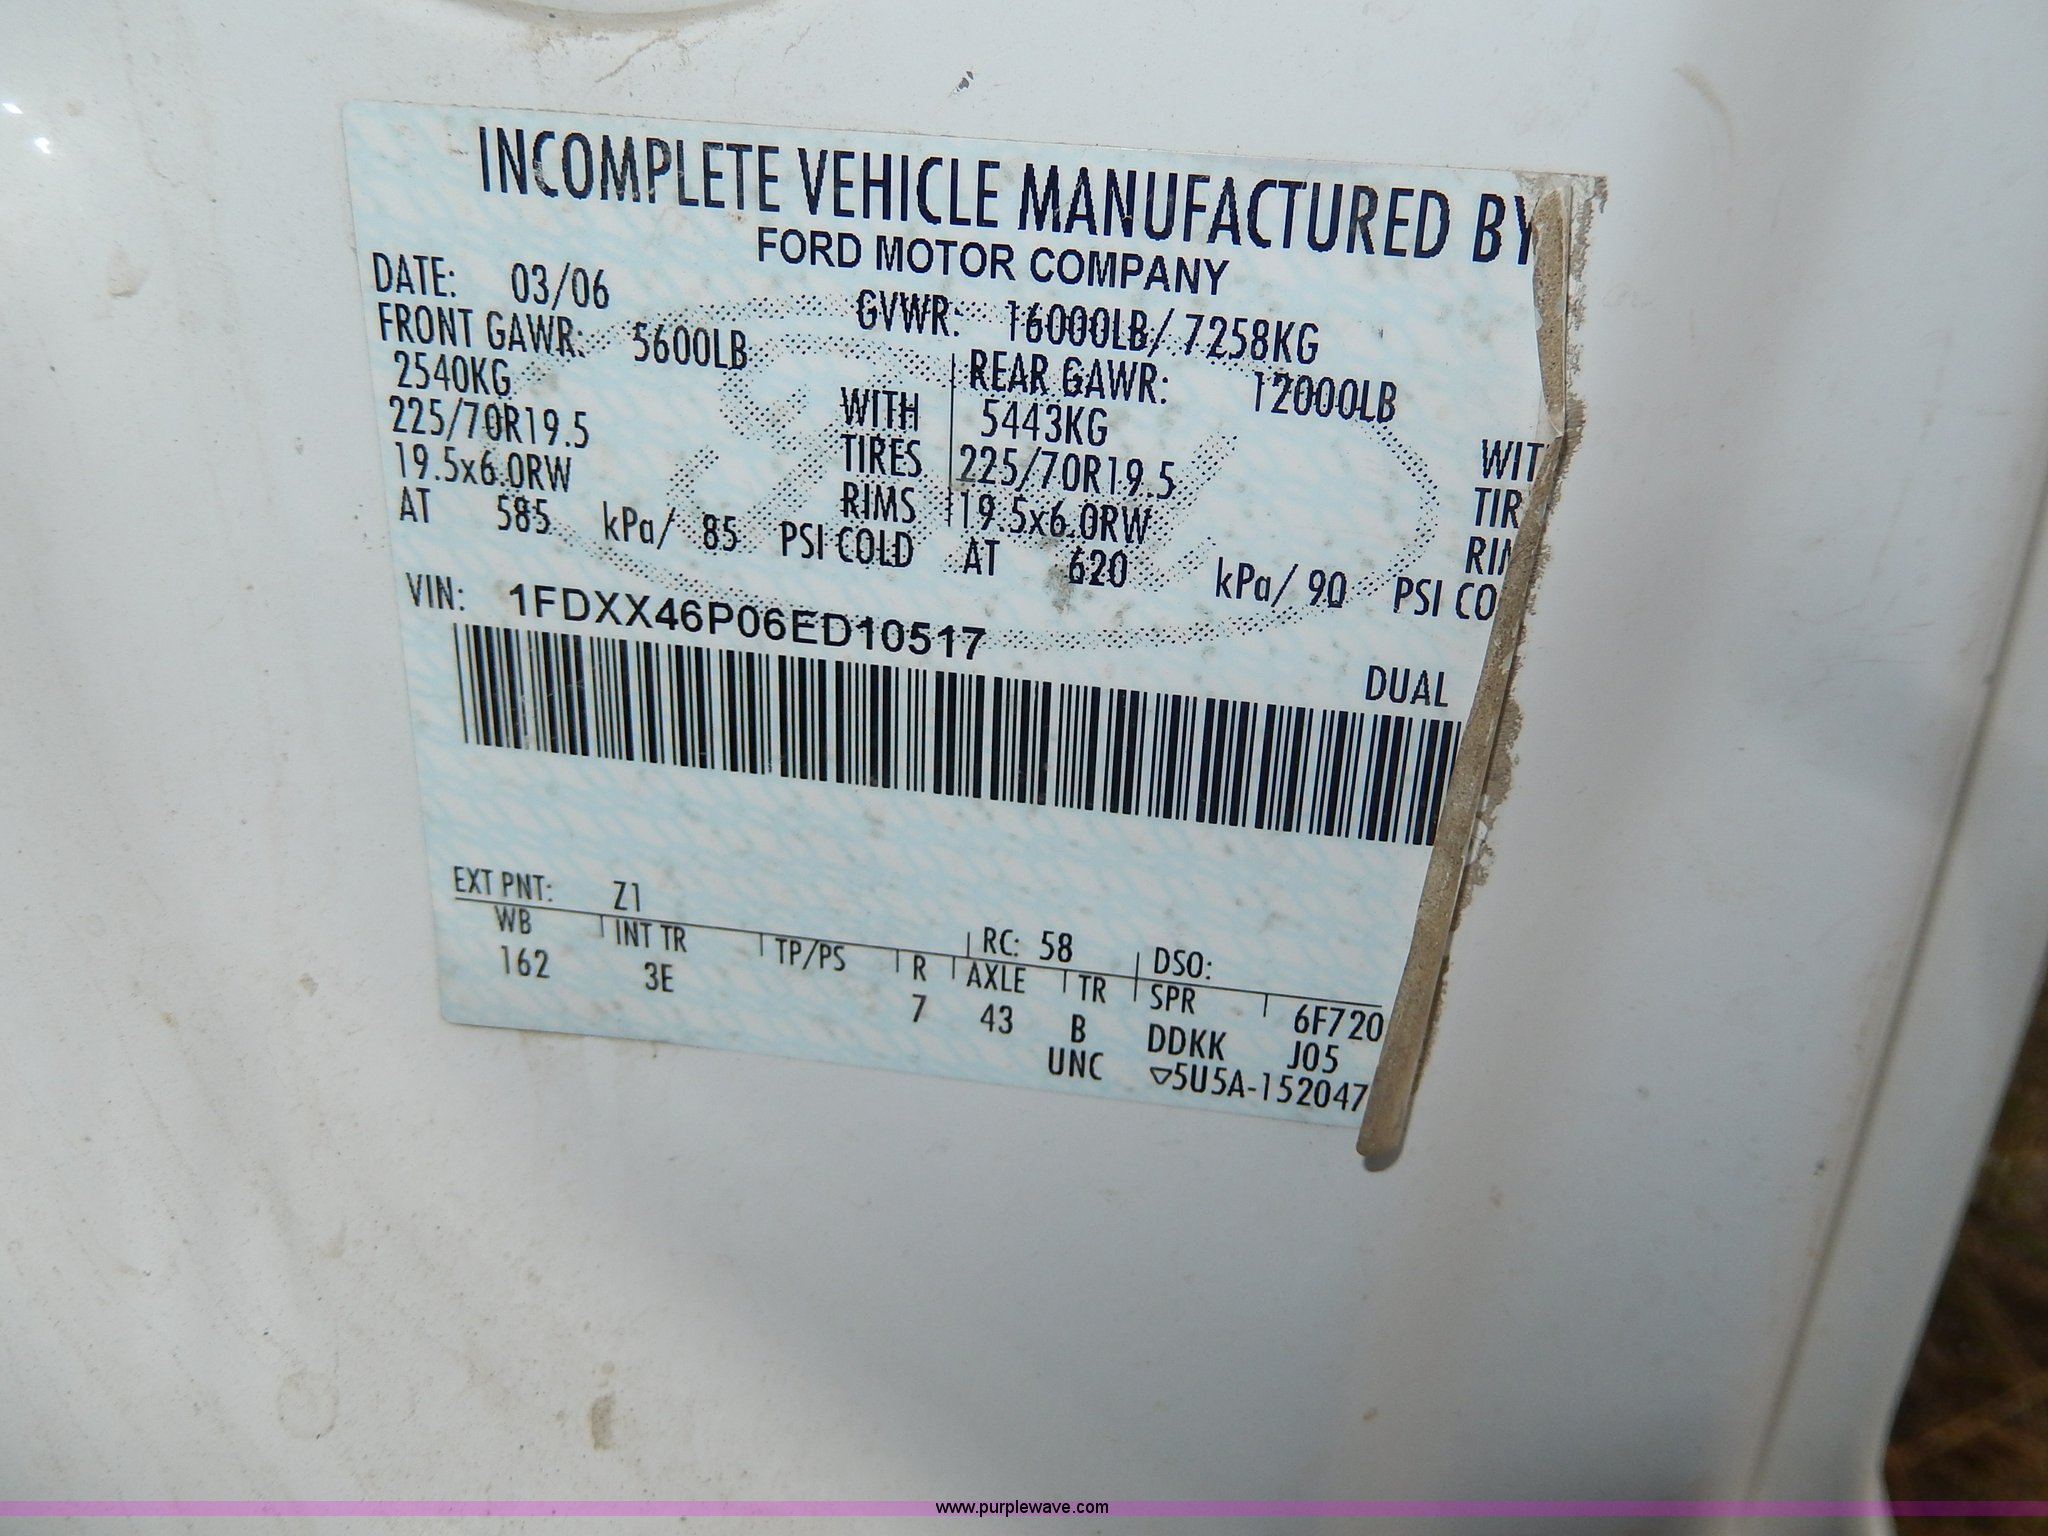 INCOMPLETE VEHICLE MANUFACTURED BY
FORD MOTOR COMPANY
DATE: 03/06 GVWR: 16000LB/ 7258KG
FRONT GAWR: 5600LB REAR GAWR: 12000LB
2540KG WITH 5443KG
225/70R19.5 TIRES 225/70R19.5
19.5x6.0RW RIMS 19.5x6.0RW
AT 585 kPa/ 85 PSI COLD AT 620 kPa/ 90 PSI
VIN: 1FDXX46P06ED10517
DUAL
EXT PNT: Z1 RC: 58 DSO:
WB INT TR TP/PS R AXLE TR SPR 6F720
162 3E 7 43 B DDKK J05
UNC ▽5U5A-152047
www.purplewave.com